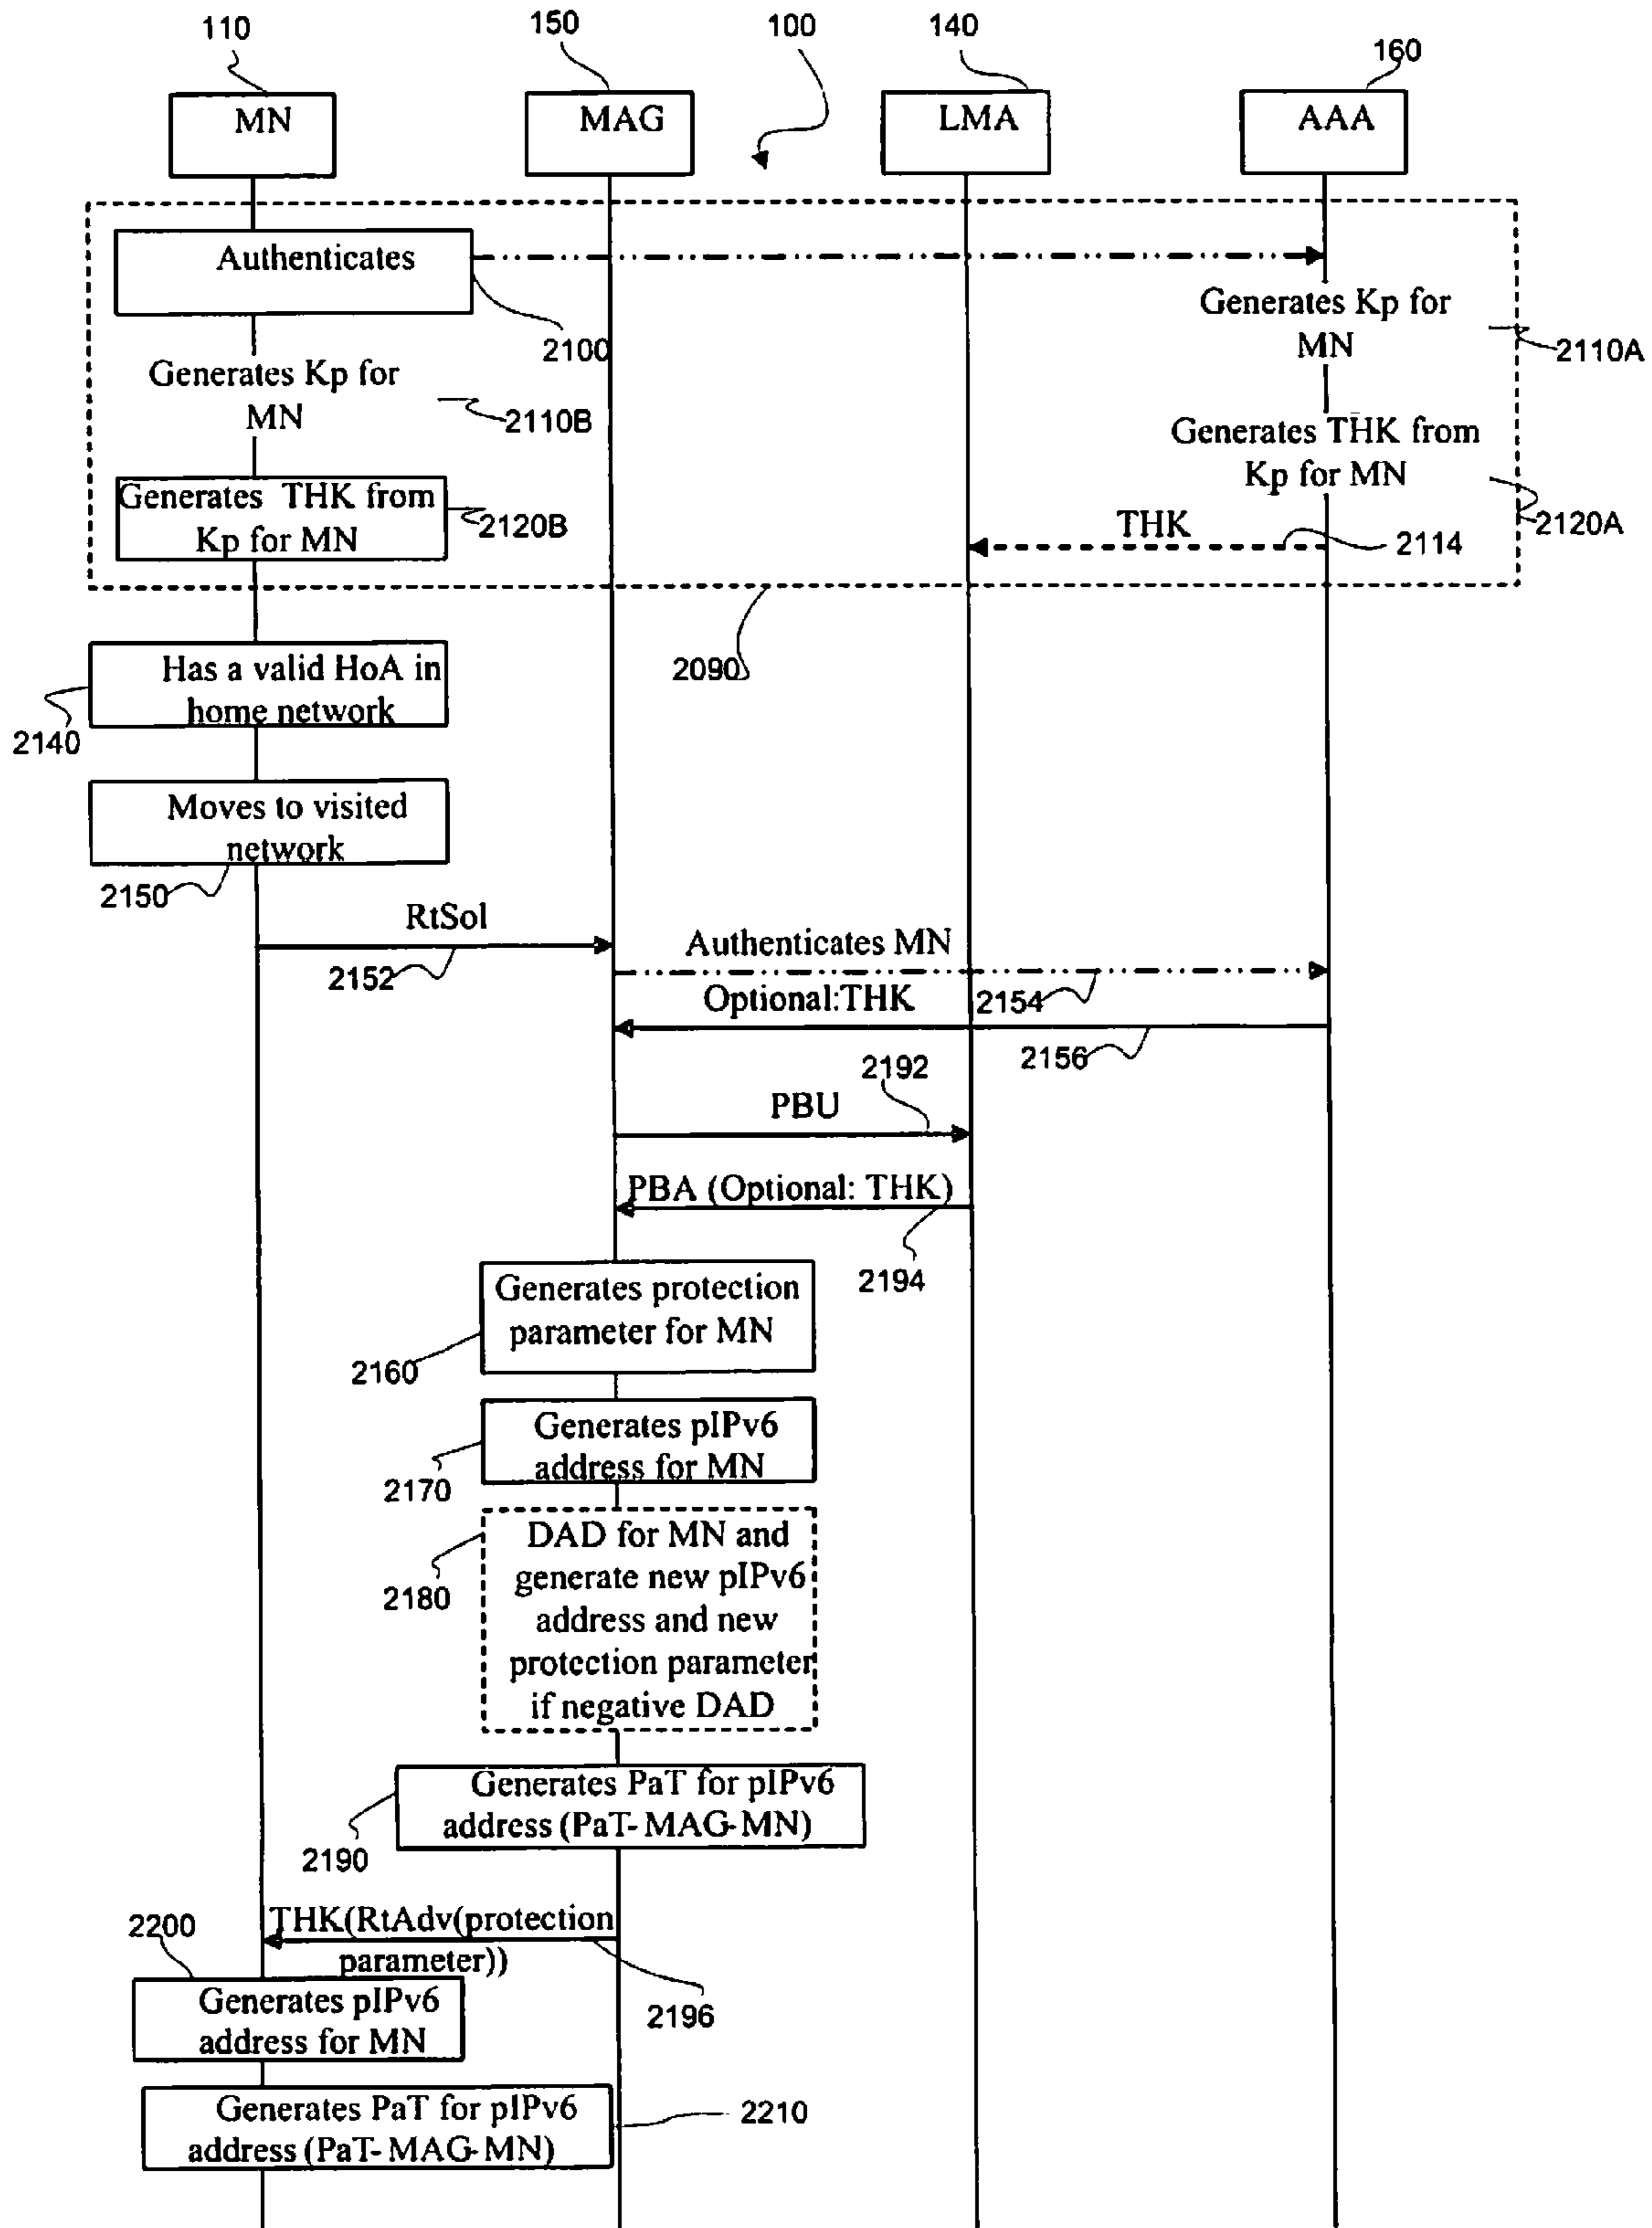 110
150
100
140
160
MN
MAG
LMA
AAA
Authenticates
2100
Generates Kp for
MN
2110A
Generates Kp for
MN
2110B
Generates THK from
Kp for MN
2120A
Generates THK from
Kp for MN
2120B
THK
2114
2090
Has a valid HoA in
home network
2140
Moves to visited
network
2150
RtSol
2152
Authenticates MN
2154
Optional:THK
2156
2192
PBU
PBA (Optional: THK)
2194
Generates protection
parameter for MN
2160
Generates pIPv6
address for MN
2170
DAD for MN and
generate new pIPv6
address and new
protection parameter
if negative DAD
2180
Generates PaT for pIPv6
address (PaT-MAG-MN)
2190
2200
THK(RtAdv(protection
parameter))
2196
Generates pIPv6
address for MN
Generates PaT for pIPv6
address (PaT-MAG-MN)
2210